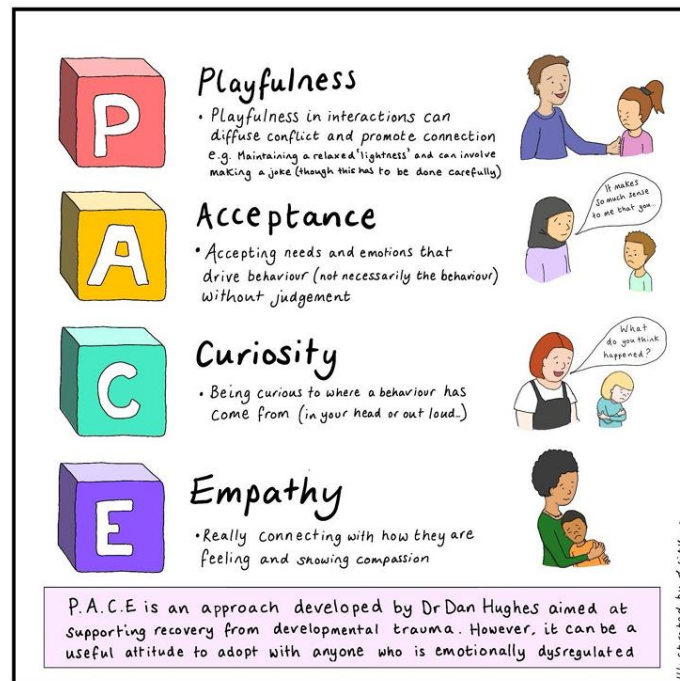 P
Playfulness
• Playfulness in interactions can
diffuse conflict and promote connection
e.g. Maintaining a relaxed 'lightness' and can involve
making a joke (though this has to be done carefully)
A
Acceptance
• Accepting needs and emotions that
drive behaviour (not necessarily the behaviour)
without judgement
It makes
so much sense
to me that you...
C
Curiosity
• Being curious to where a behaviour has
come from (in your head or out loud..)
What
do you think
happened?
E
Empathy
• Really connecting with how they are
feeling and showing compassion
P.A.C.E is an approach developed by Dr Dan Hughes aimed at
supporting recovery from developmental trauma. However, it can be a
useful attitude to adopt with anyone who is emotionally dysregulated